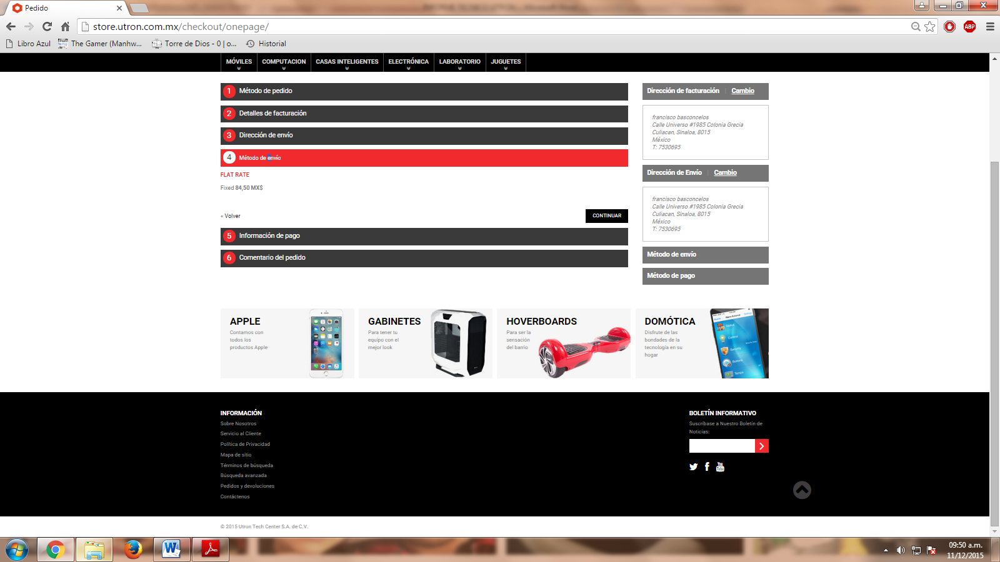 Pedido
store.utron.com.mx/checkout/onepage/
ABP
Libro Azul
The Gamer (Manhw...
Torre de Dios - 0 | o...
Historial
MÓVILES
COMPUTACION
CASAS INTELIGENTES
ELECTRÓNICA
LABORATORIO
JUGUETES
1 Método de pedido
2 Detalles de facturación
3 Dirección de envío
4 Método de envío
FLAT RATE
Fixed 84,50 MX$
« Volver
CONTINUAR
5 Información de pago
6 Comentario del pedido
Dirección de facturación | Cambio
francisco basconcelos
Calle Universo #1985 Colonia Grecia
Culiacan, Sinaloa, 8015
México
T: 7530695
Dirección de Envío | Cambio
francisco basconcelos
Calle Universo #1985 Colonia Grecia
Culiacan, Sinaloa, 8015
México
T: 7530695
Método de envío
Método de pago
APPLE
Contamos con
todos los
productos Apple
GABINETES
Para tener tu
equipo con el
mejor look
HOVERBOARDS
Para ser la
sensación
del barrio
DOMÓTICA
Disfrute de las
bondades de la
tecnología en su
hogar
Status
Control
Security
Buttons
Temps
INFORMACIÓN
Sobre Nosotros
Servicio al Cliente
Política de Privacidad
Mapa de sitio
Términos de búsqueda
Búsqueda avanzada
Pedidos y devoluciones
Contáctenos
BOLETÍN INFORMATIVO
Suscríbase a Nuestro Boletín de
Noticias:
You
Tube
© 2015 Utron Tech Center S.A. de C.V.
09:50 a.m.
11/12/2015